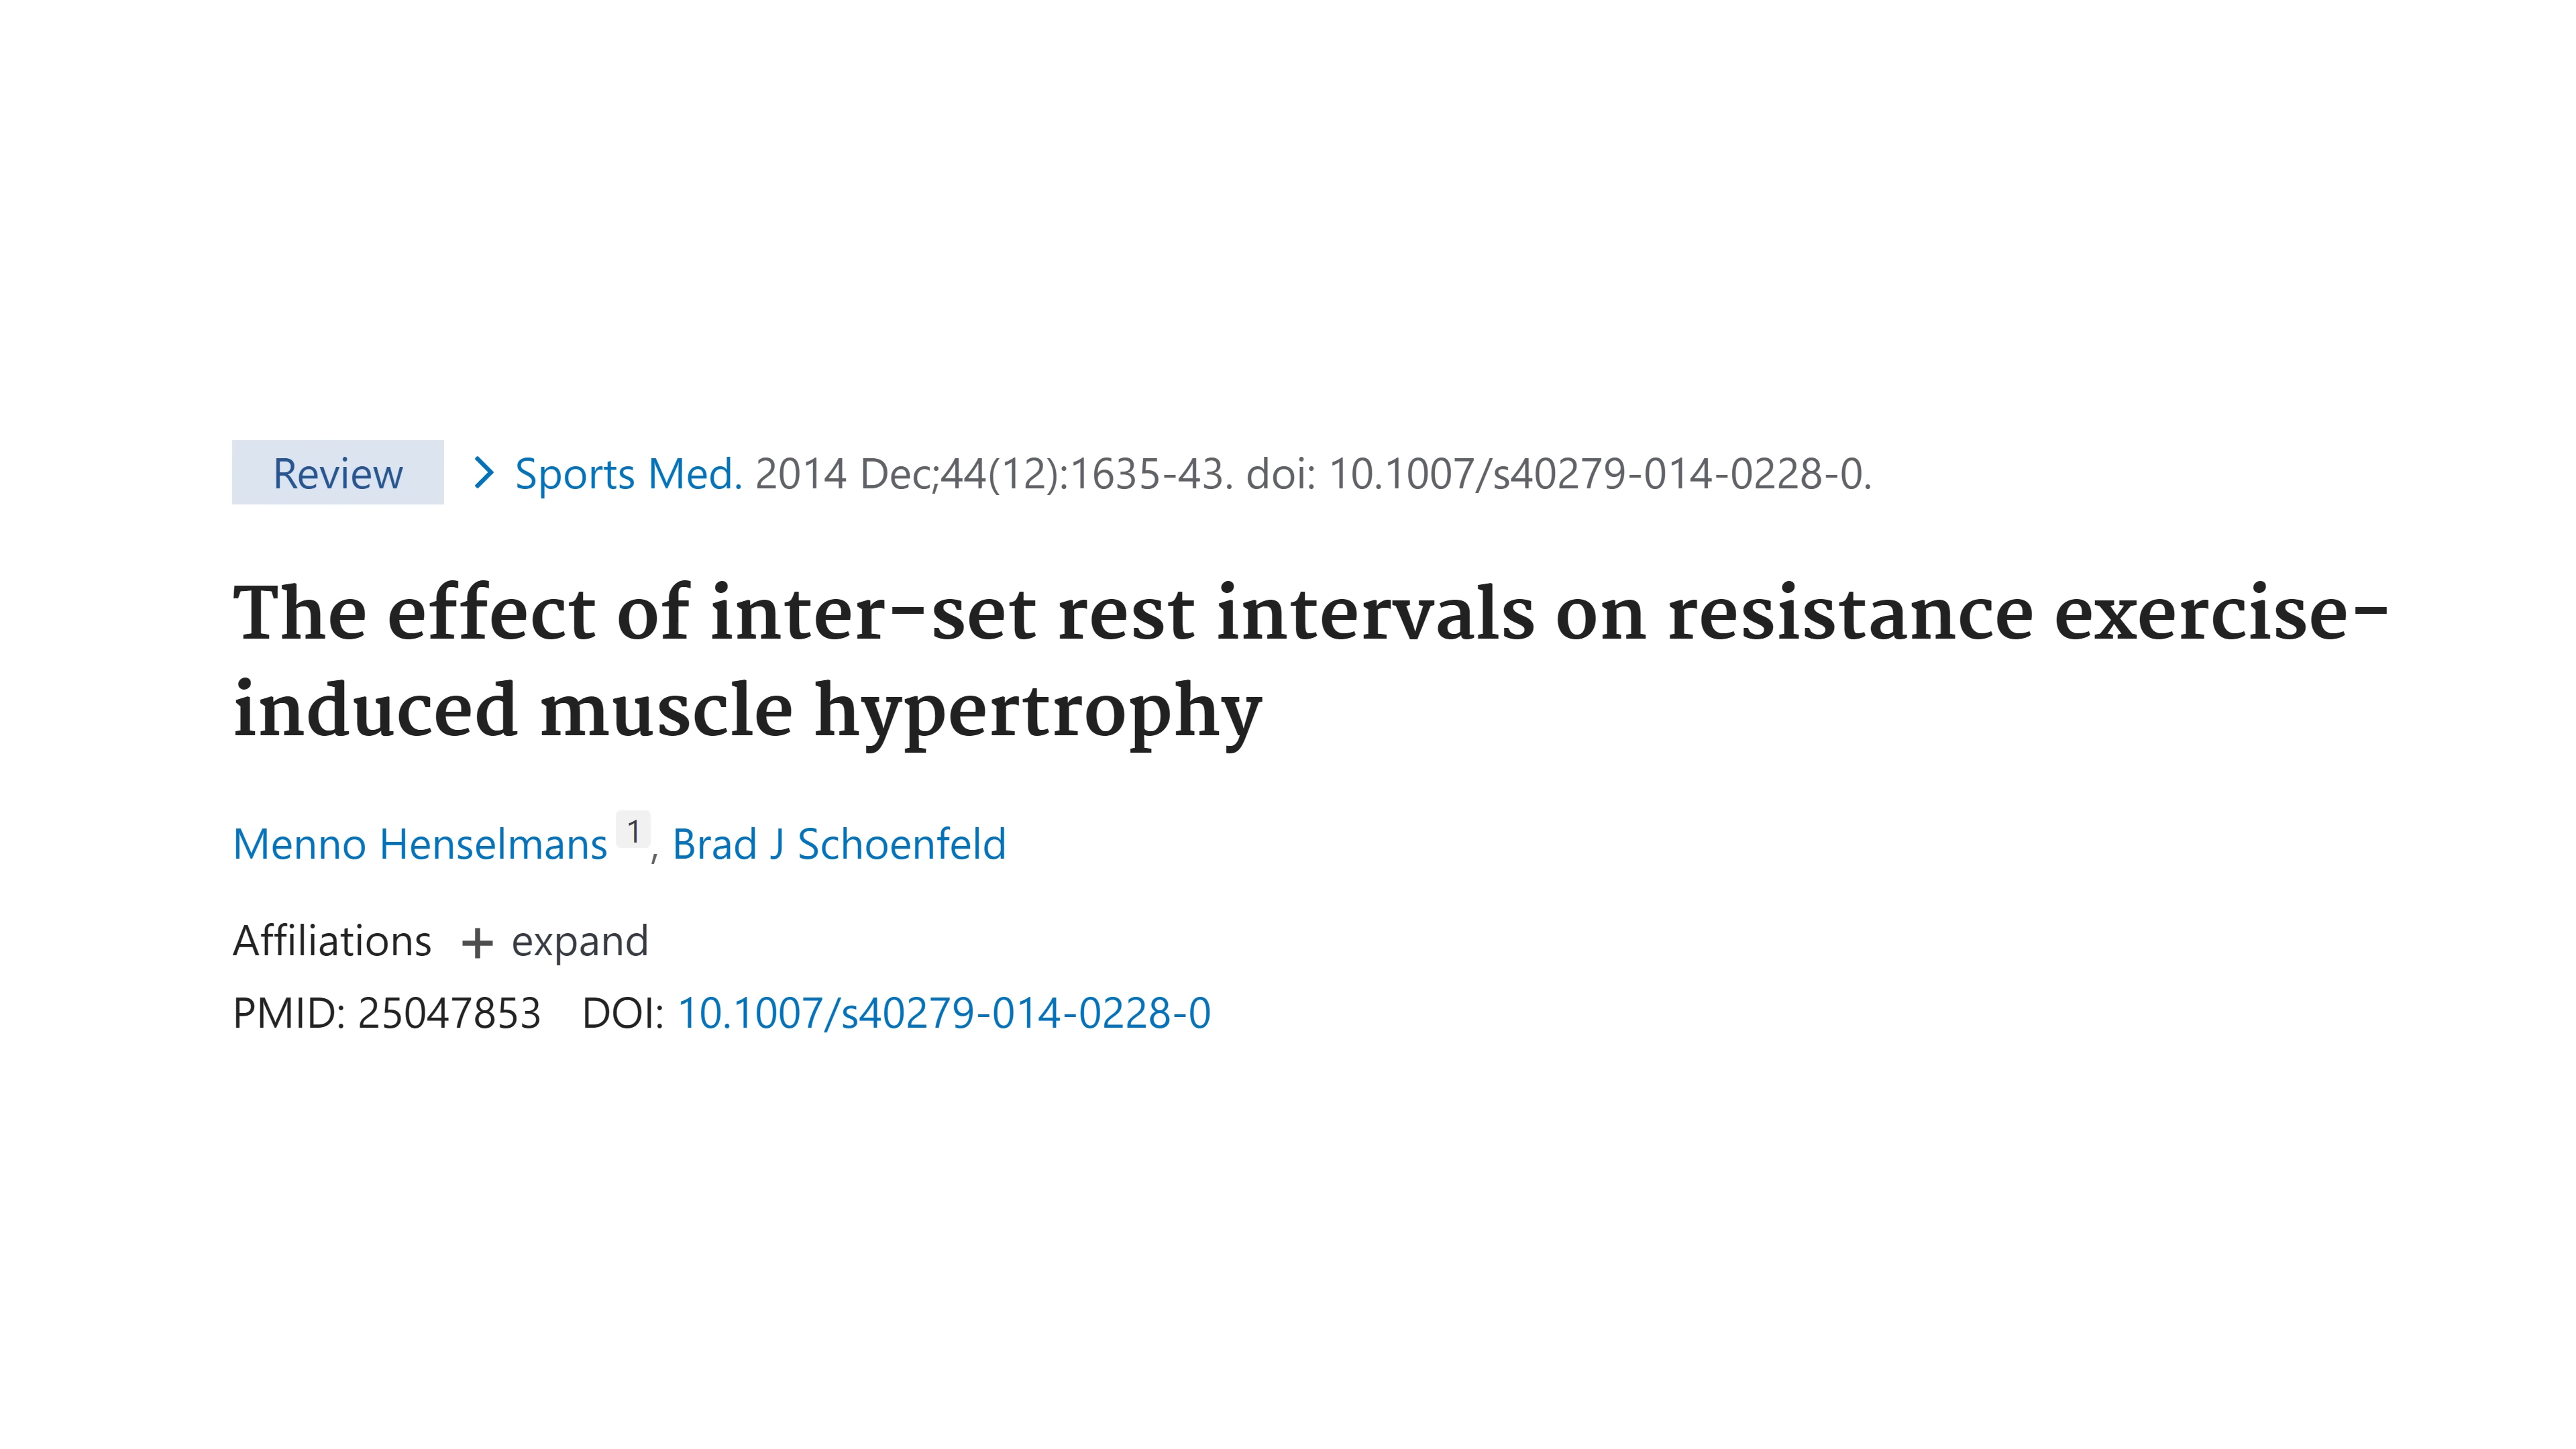 Review > Sports Med. 2014 Dec;44(12):1635-43. doi: 10.1007/s40279-014-0228-0.
The effect of inter-set rest intervals on resistance exercise-
induced muscle hypertrophy
Menno Henselmans 1, Brad J Schoenfeld
Affiliations + expand
PMID: 25047853 DOI: 10.1007/s40279-014-0228-0